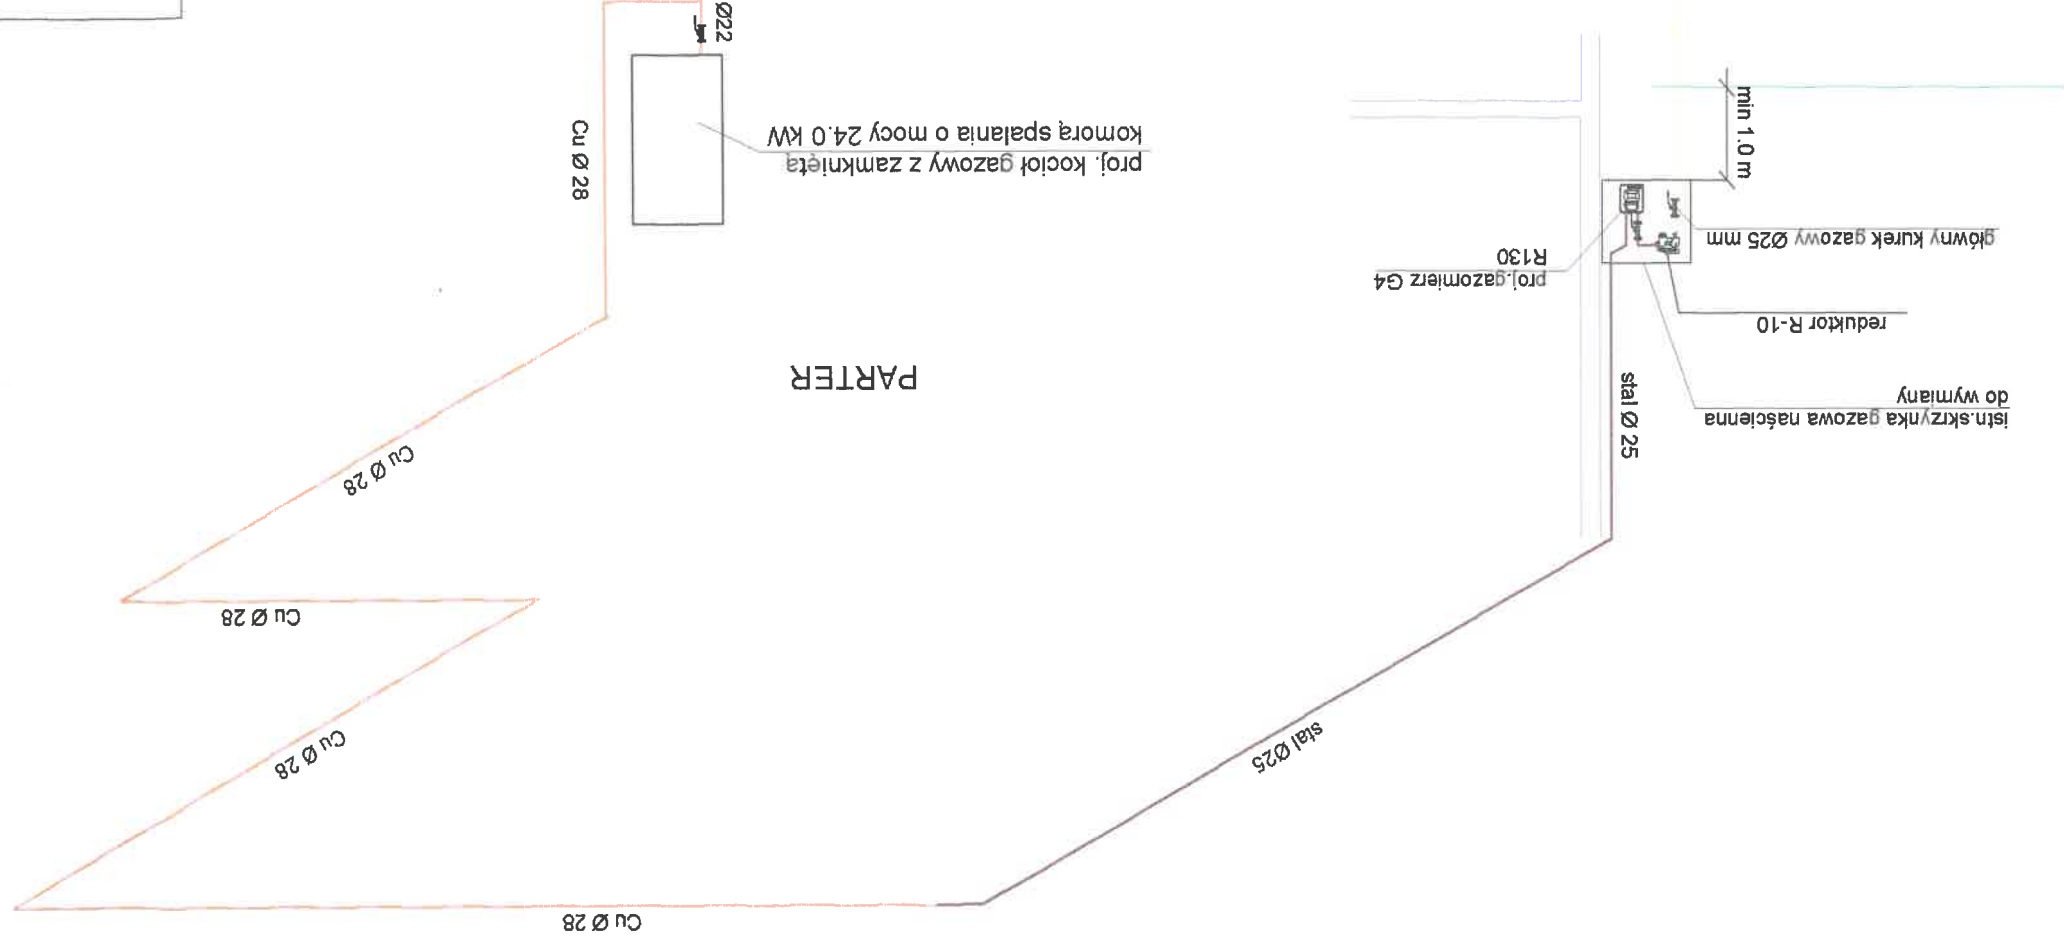 Cu Ø 28
stal Ø25
Cu Ø 28
Cu Ø 28
Cu Ø 28
istn.skrzynka gazowa naścienna
do wymiany
stal Ø 25
PARTER
reduktor R-10
proj.gazomierz G4
R130
główny kurek gazowy Ø25 mm
proj. kocioł gazowy z zamkniętą
komorą spalania o mocy 24.0 kW
Cu Ø 28
min 1.0 m
Ø22